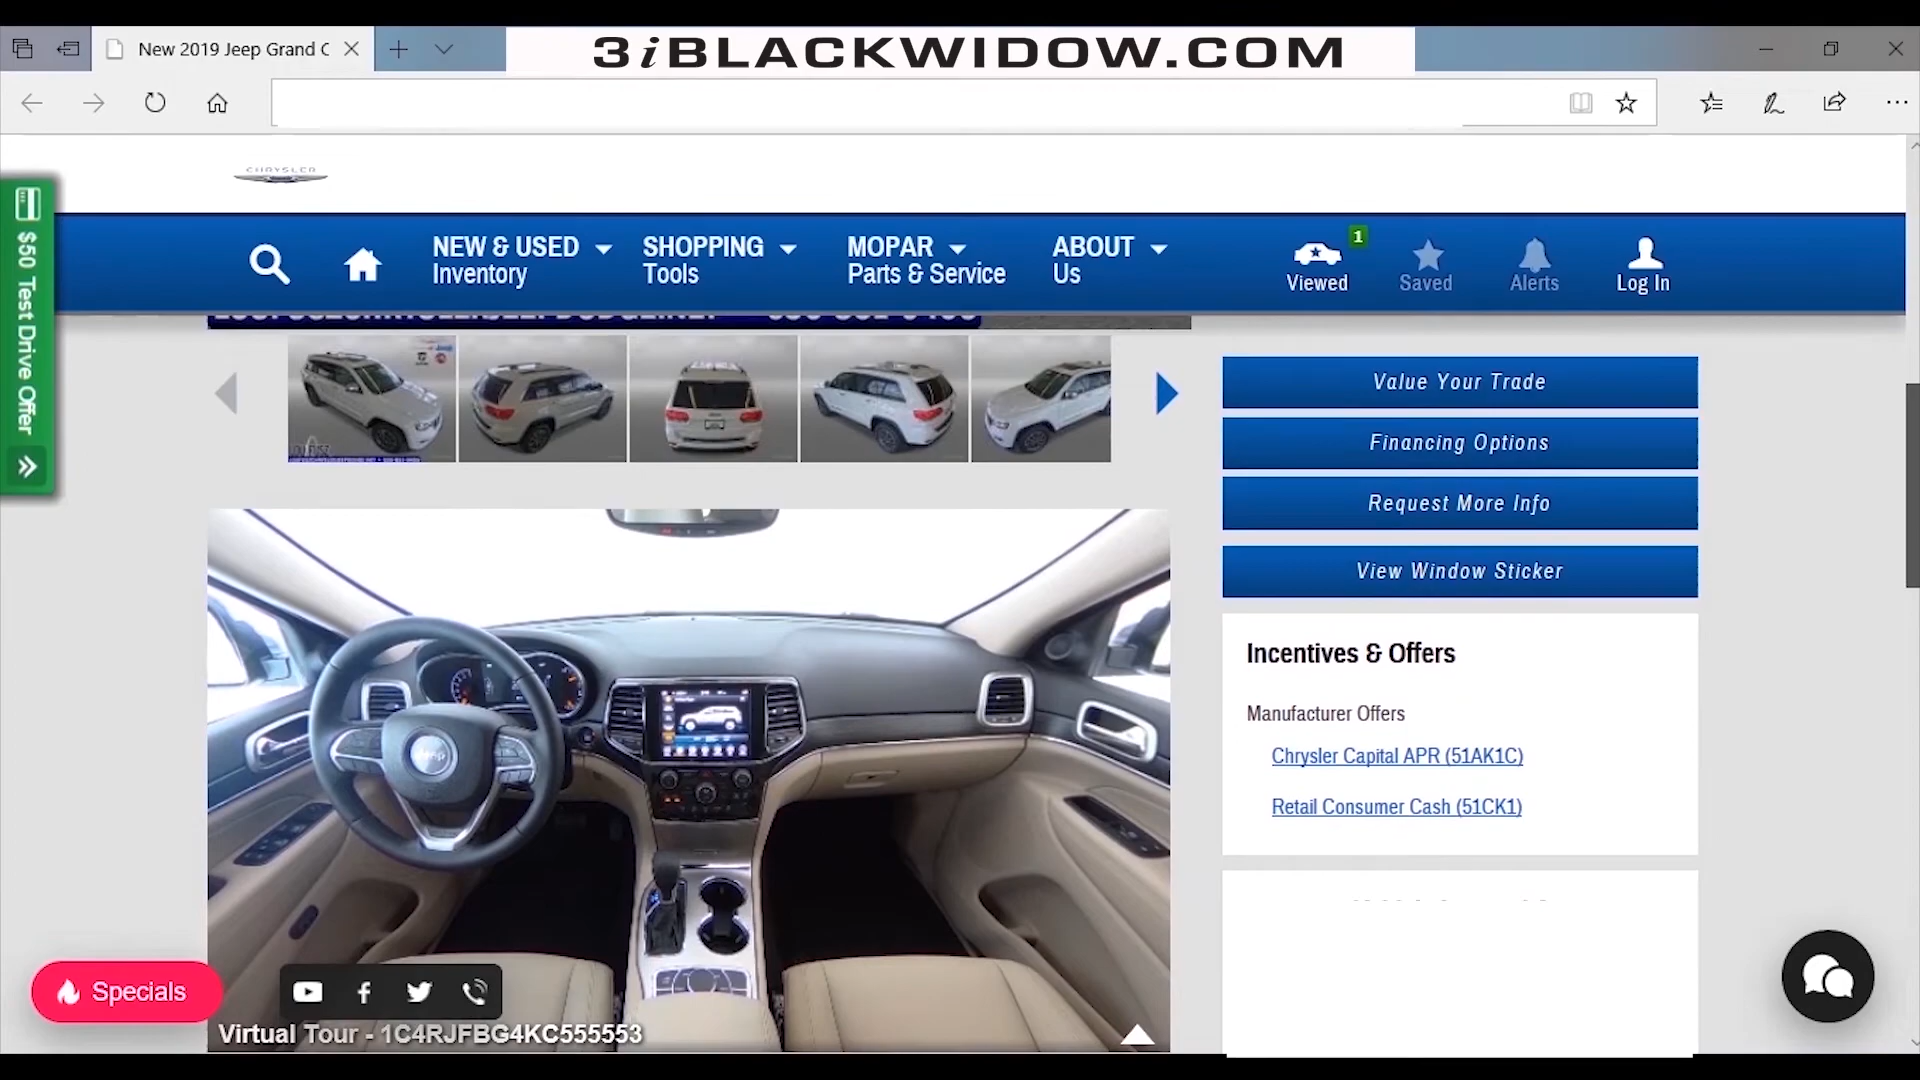 3iBLACKWIDOW.COM
New 2019 Jeep Grand C
CHRYSLER
$50 Test Drive Offer
NEW & USED
Inventory
SHOPPING
Tools
MOPAR
Parts & Service
ABOUT
Us
1
Viewed
Saved
Alerts
Log In
Value Your Trade
Financing Options
Request More Info
View Window Sticker
Incentives & Offers
Manufacturer Offers
Chrysler Capital APR (51AK1C)
Retail Consumer Cash (51CK1)
Jeep
Specials
Virtual Tour - 1C4RJFBG4KC555553